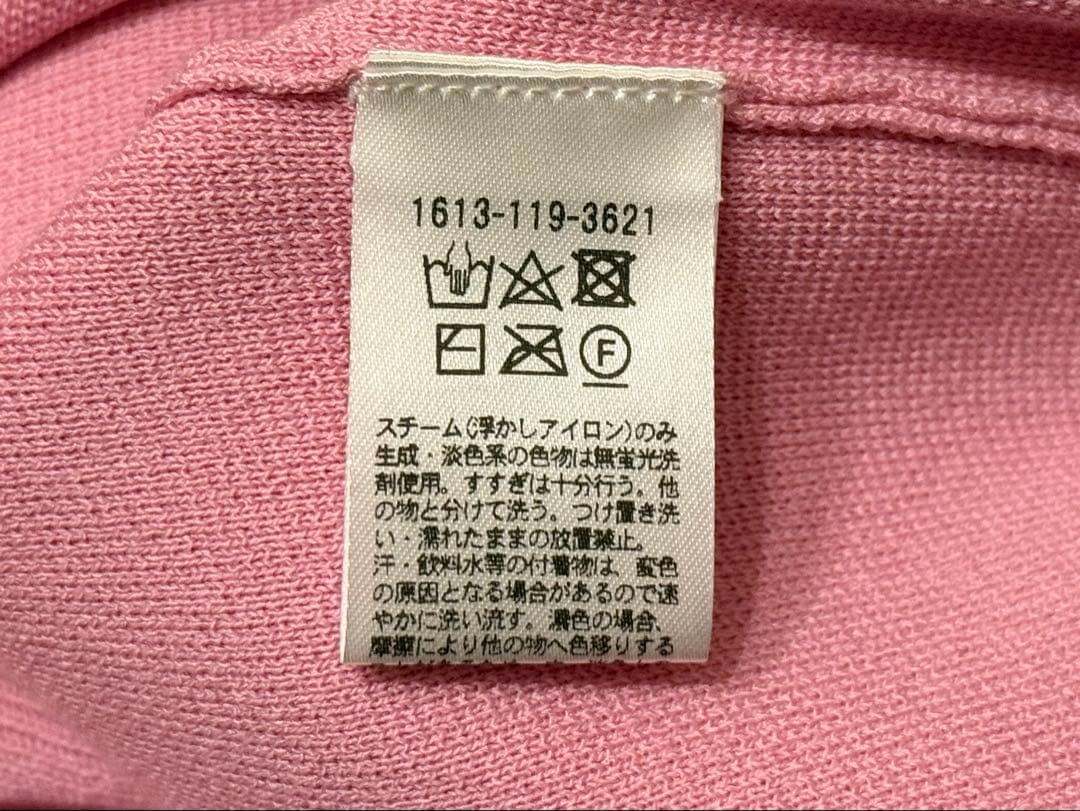 1613-119-3621
F
スチーム(浮かしアイロン)のみ
生成・淡色系の色物は無蛍光洗
剤使用。すすぎは十分行う。他
の物と分けて洗う。つけ置き洗
い・濡れたままの放置禁止。
汗・飲料水等の付着物は、変色
の原因となる場合があるので速
やかに洗い流す。濃色の場合、
摩擦により他の物へ色移りする